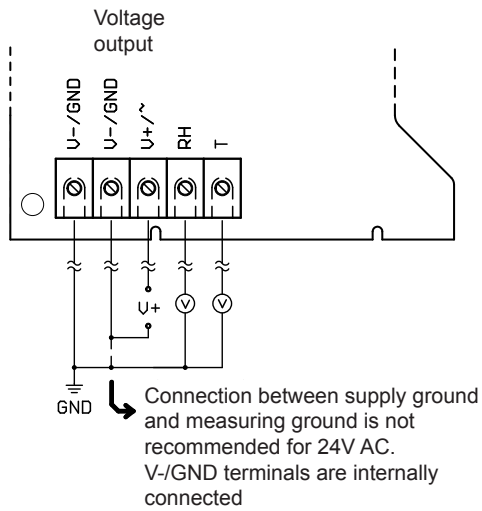 Voltage
output
V-/GND
V-/GND
V+/~
RH
T
V+
V
V
GND
Connection between supply ground
and measuring ground is not
recommended for 24V AC.
V-/GND terminals are internally
connected